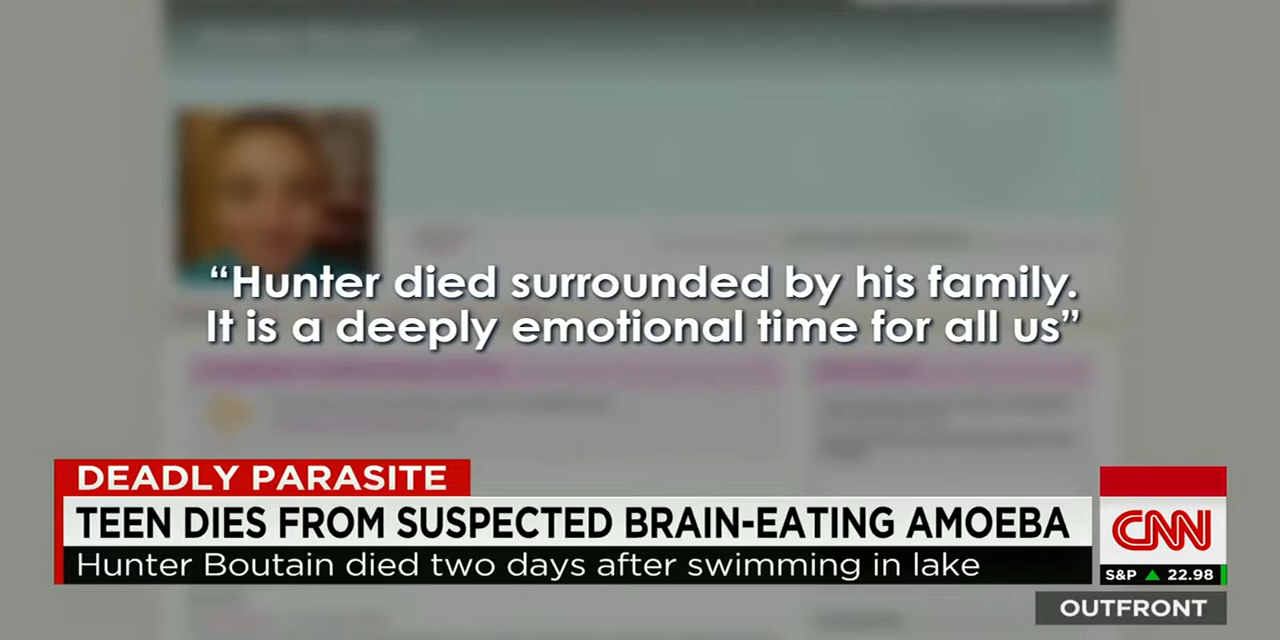 “Hunter died surrounded by his family.
It is a deeply emotional time for all us”
DEADLY PARASITE
TEEN DIES FROM SUSPECTED BRAIN-EATING AMOEBA
Hunter Boutain died two days after swimming in lake
CNN
S&P ▲ 22.98
OUTFRONT